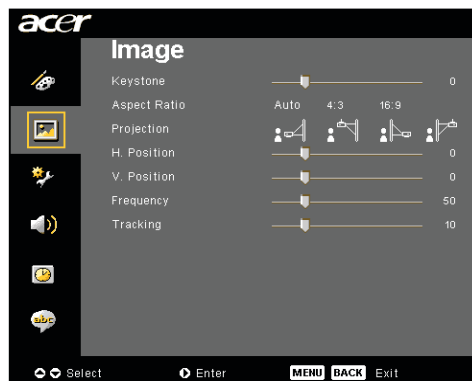 acer
Image
Keystone 0
Aspect Ratio Auto 4:3 16:9
Projection
H. Position 0
V. Position 0
Frequency 50
Tracking 10
abc
Select Enter MENU BACK Exit